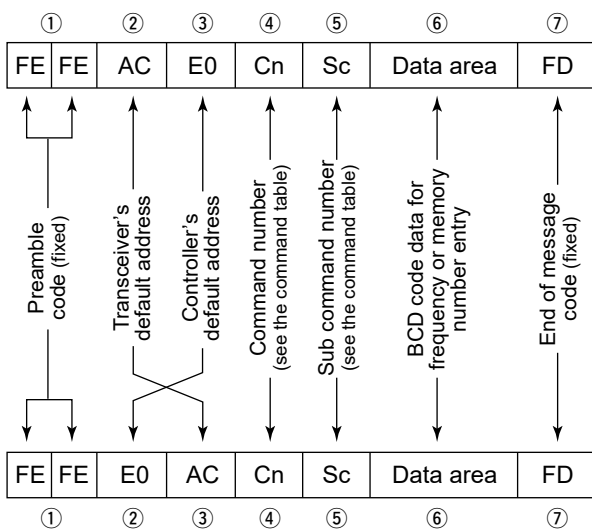 ① ② ③ ④ ⑤ ⑥ ⑦
FE FE AC E0 Cn Sc Data area FD
Preamble
code (fixed)
Transceiver's
default address
Controller's
default address
Command number
(see the command table)
Sub command number
(see the command table)
BCD code data for
frequency or memory
number entry
End of message
code (fixed)
FE FE E0 AC Cn Sc Data area FD
① ② ③ ④ ⑤ ⑥ ⑦